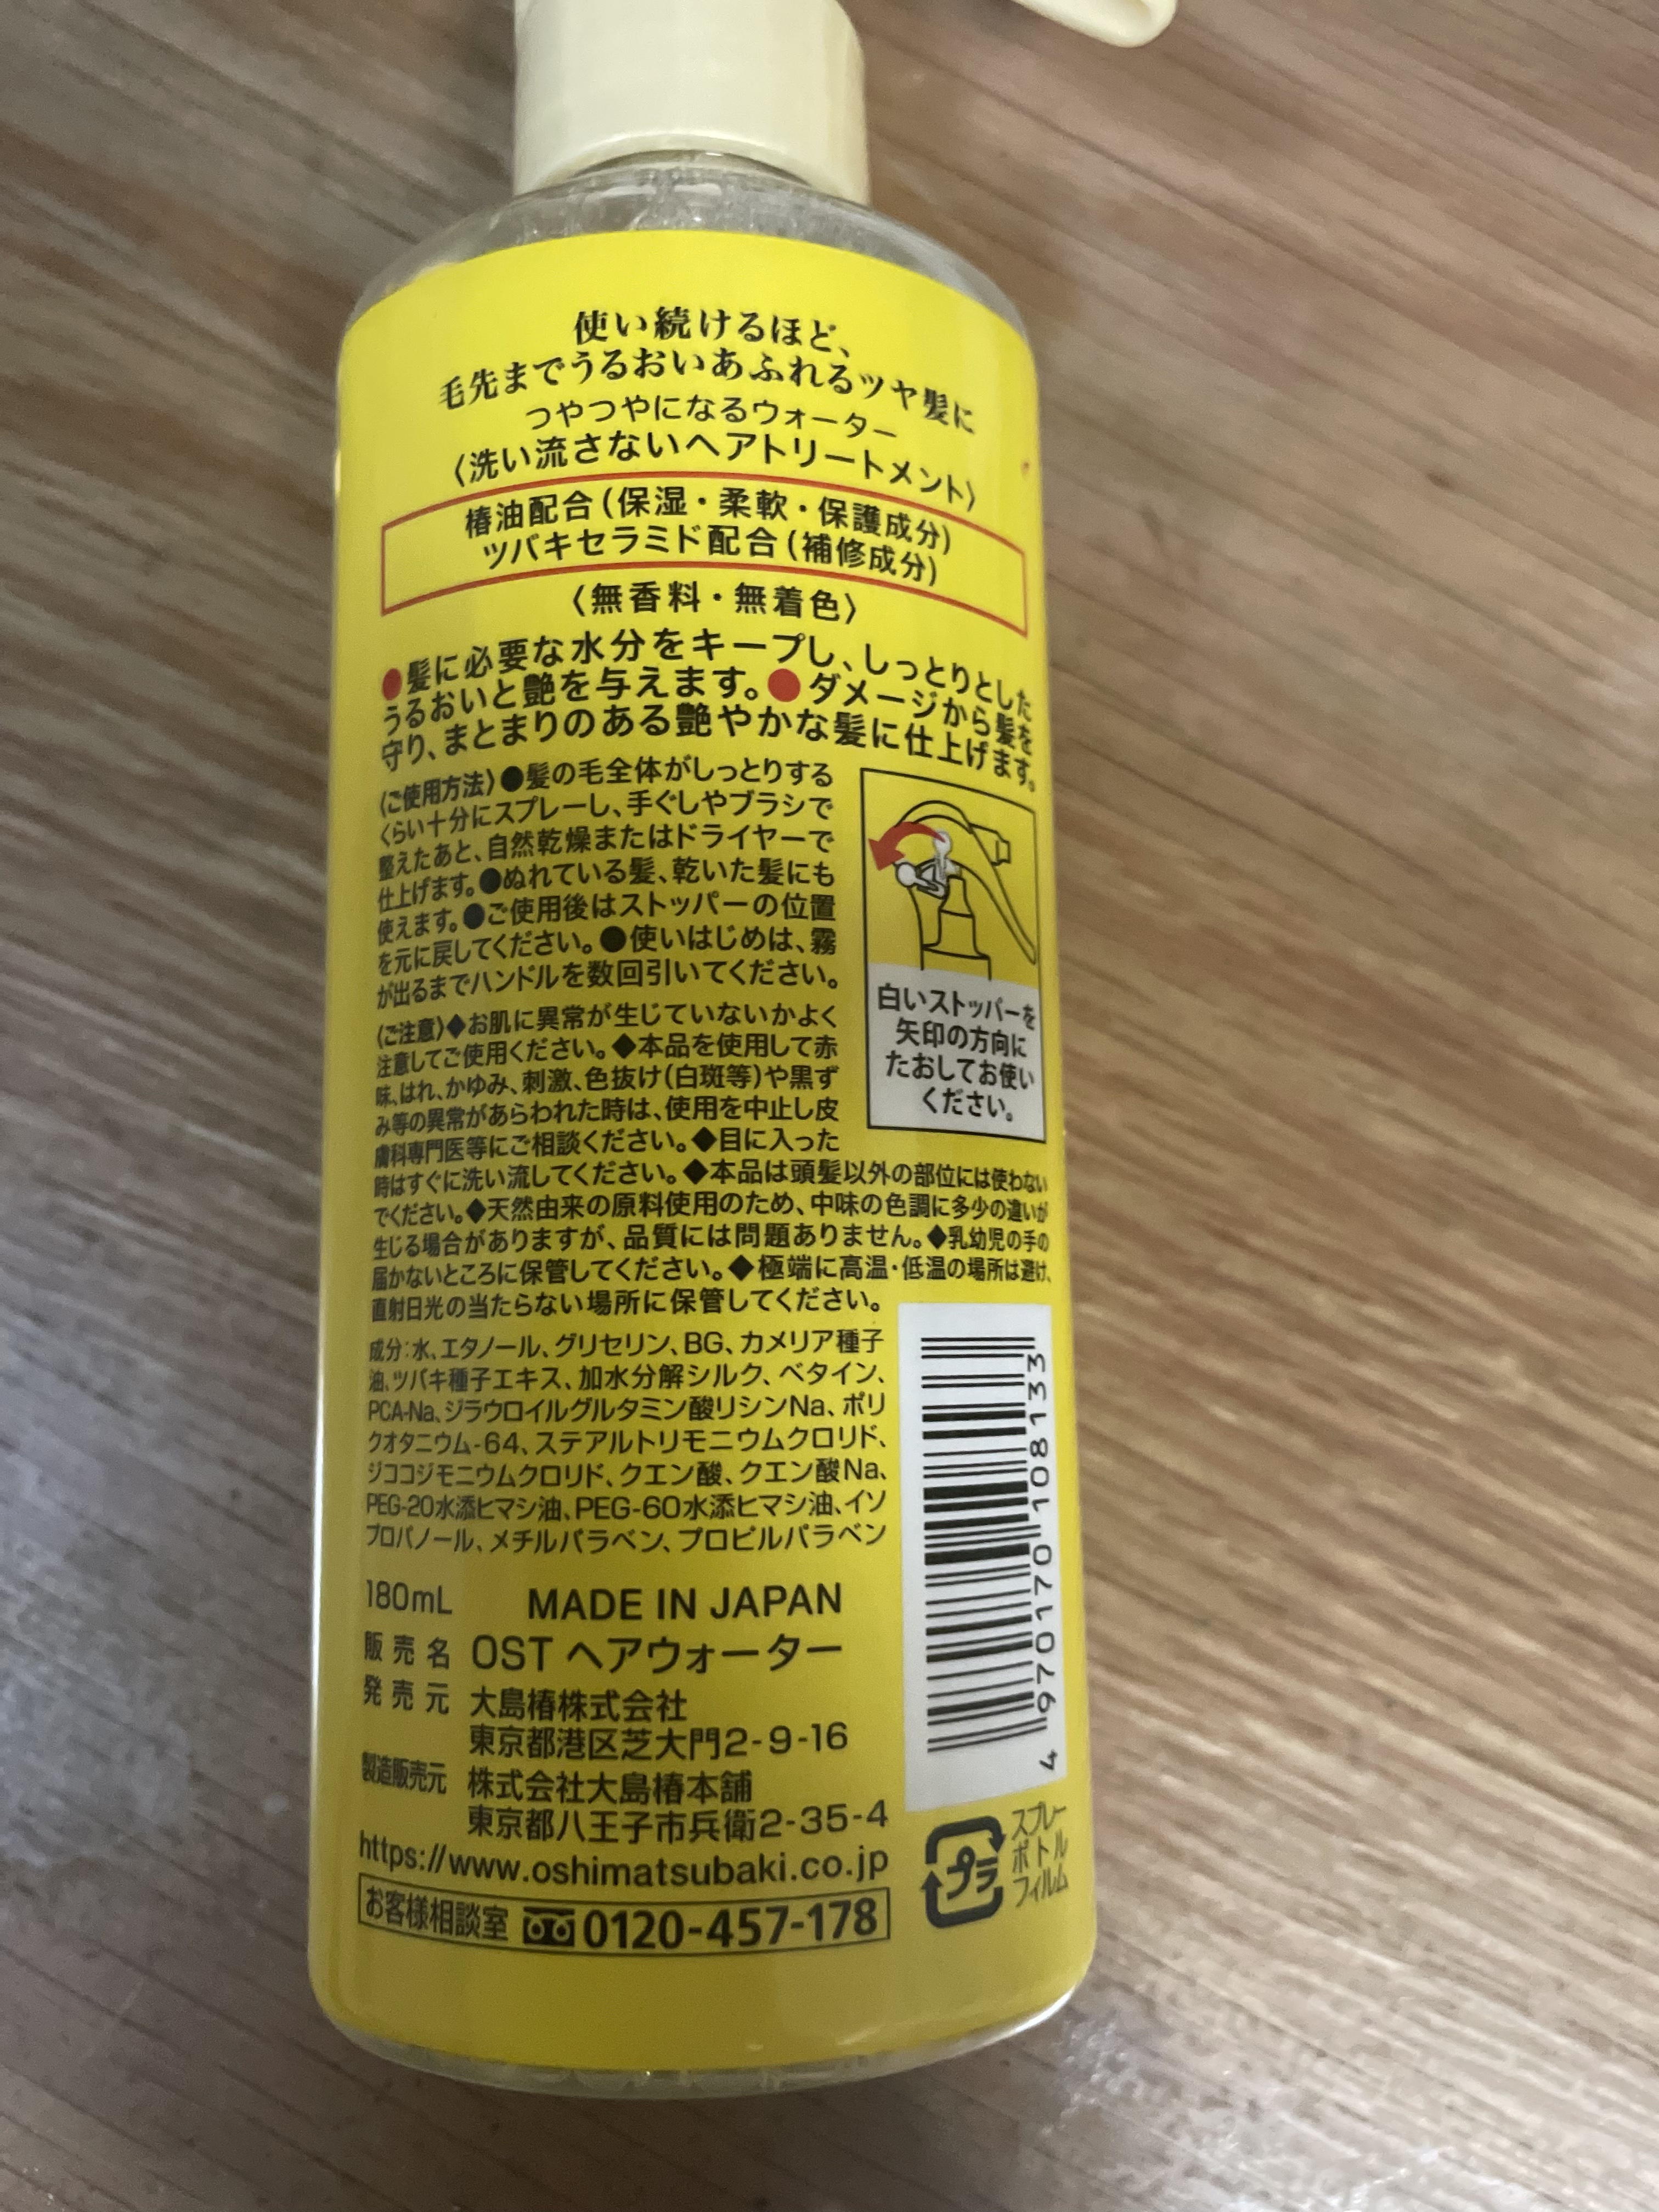 使い続けるほど、
毛先までうるおいあふれるツヤ髪に
つやつやになるウォーター
〈洗い流さないヘアトリートメント〉
椿油配合(保湿・柔軟・保護成分)
ツバキセラミド配合(補修成分)
〈無香料・無着色〉
●髪に必要な水分をキープし、しっとりとした
うるおいと艶を与えます。●ダメージから髪を
守り、まとまりのある艶やかな髪に仕上げます。
〈ご使用方法〉●髪の毛全体がしっとりする
くらい十分にスプレーし、手ぐしやブラシで
整えたあと、自然乾燥またはドライヤーで
仕上げます。●ぬれている髪、乾いた髪にも
使えます。●ご使用後はストッパーの位置
を元に戻してください。●使いはじめは、霧
が出るまでハンドルを数回引いてください。
白いストッパーを
矢印の方向に
たおしてお使い
ください。
〈ご注意〉◆お肌に異常が生じていないかよく
注意してご使用ください。◆本品を使用して赤
味、はれ、かゆみ、刺激、色抜け(白斑等)や黒ず
み等の異常があらわれた時は、使用を中止し皮
膚科専門医等にご相談ください。◆目に入った
時はすぐに洗い流してください。◆本品は頭髪以外の部位には使わない
でください。◆天然由来の原料使用のため、中味の色調に多少の違いが
生じる場合がありますが、品質には問題ありません。◆乳幼児の手の
届かないところに保管してください。◆極端に高温・低温の場所は避け、
直射日光の当たらない場所に保管してください。
成分:水、エタノール、グリセリン、BG、カメリア種子
油、ツバキ種子エキス、加水分解シルク、ベタイン、
PCA-Na、ジラウロイルグルタミン酸リシンNa、ポリ
クオタニウム-64、ステアルトリモニウムクロリド、
ジココジモニウムクロリド、クエン酸、クエン酸Na、
PEG-20水添ヒマシ油、PEG-60水添ヒマシ油、イソ
プロパノール、メチルパラベン、プロピルパラベン
180mL MADE IN JAPAN
販売名 OST ヘアウォーター
発売元 大島椿株式会社
東京都港区芝大門2-9-16
製造販売元 株式会社大島椿本舗
東京都八王子市兵衛2-35-4
https://www.oshimatsubaki.co.jp
お客様相談室 0120-457-178
4 970170 108133
プラ
スプレー
ボトル
フィルム